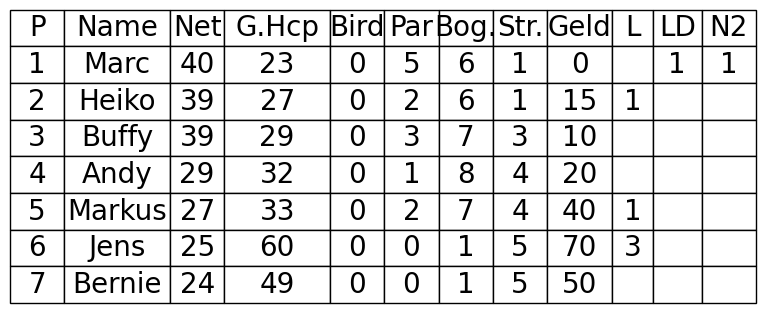 P Name Net G.Hcp Bird Par Bog. Str. Geld L LD N2
1 Marc 40 23 0 5 6 1 0 1 1
2 Heiko 39 27 0 2 6 1 15 1
3 Buffy 39 29 0 3 7 3 10
4 Andy 29 32 0 1 8 4 20
5 Markus 27 33 0 2 7 4 40 1
6 Jens 25 60 0 0 1 5 70 3
7 Bernie 24 49 0 0 1 5 50